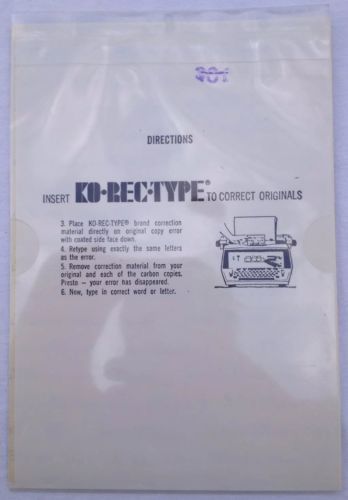 381
DIRECTIONS
INSERT KO·REC·TYPE® TO CORRECT ORIGINALS
3. Place KO-REC-TYPE® brand correction
material directly on original copy error
with coated side face down.
4. Retype using exactly the same letters
as the error.
5. Remove correction material from your
original and each of the carbon copies.
Presto — your error has disappeared.
6. Now, type in correct word or letter.